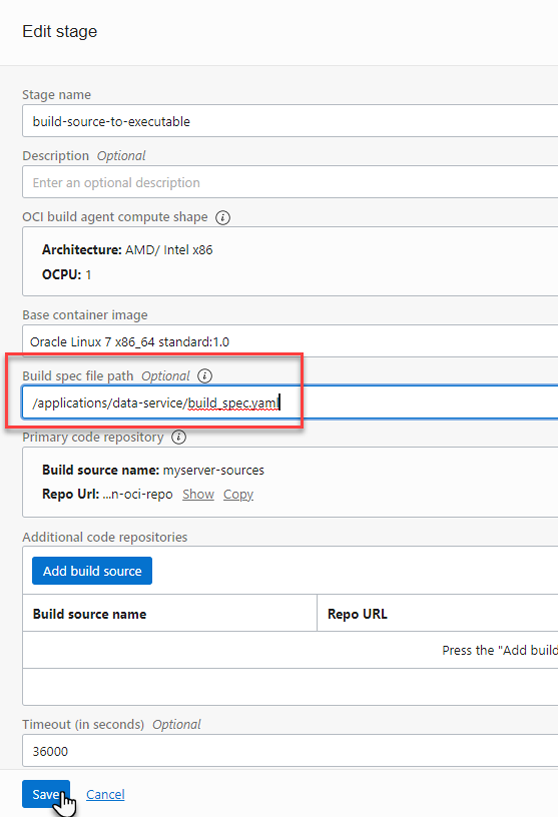 Edit stage
Stage name
build-source-to-executable
Description Optional
Enter an optional description
OCI build agent compute shape
Architecture: AMD/ Intel x86
OCPU: 1
Base container image
Oracle Linux 7 x86_64 standard:1.0
Build spec file path Optional
/applications/data-service/build_spec.yaml
Primary code repository
Build source name: myserver-sources
Repo Url: ...n-oci-repo Show Copy
Additional code repositories
Add build source
Build source name Repo URL
Press the "Add build
Timeout (in seconds) Optional
36000
Save Cancel